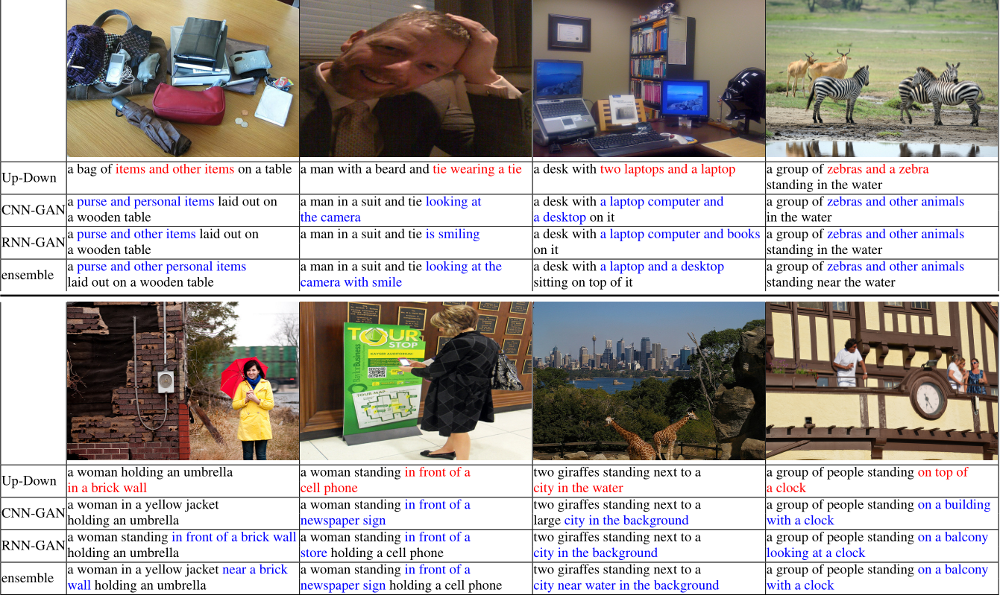 Up-Down
a bag of items and other items on a table
a man with a beard and tie wearing a tie
a desk with two laptops and a laptop
a group of zebras and a zebra
standing in the water
CNN-GAN
a purse and personal items laid out on
a wooden table
a man in a suit and tie looking at
the camera
a desk with a laptop computer and
a desktop on it
a group of zebras and other animals
in the water
RNN-GAN
a purse and other items laid out on
a wooden table
a man in a suit and tie is smiling
a desk with a laptop computer and books
on it
a group of zebras and other animals
standing in the water
ensemble
a purse and other personal items
laid out on a wooden table
a man in a suit and tie looking at the
camera with smile
a desk with a laptop and a desktop
sitting on top of it
a group of zebras and other animals
standing near the water
TOUR
STOP
KAYSER AUDITORIUM
BaylorBusiness
TOUR MAP
Up-Down
a woman holding an umbrella
in a brick wall
a woman standing in front of a
cell phone
two giraffes standing next to a
city in the water
a group of people standing on top of
a clock
CNN-GAN
a woman in a yellow jacket
holding an umbrella
a woman standing in front of a
newspaper sign
two giraffes standing next to a
large city in the background
a group of people standing on a building
with a clock
RNN-GAN
a woman standing in front of a brick wall
holding an umbrella
a woman standing in front of a
store holding a cell phone
two giraffes standing next to a
city in the background
a group of people standing on a balcony
looking at a clock
ensemble
a woman in a yellow jacket near a brick
wall holding an umbrella
a woman standing in front of a
newspaper sign holding a cell phone
two giraffes standing next to a
city near water in the background
a group of people standing on a balcony
with a clock